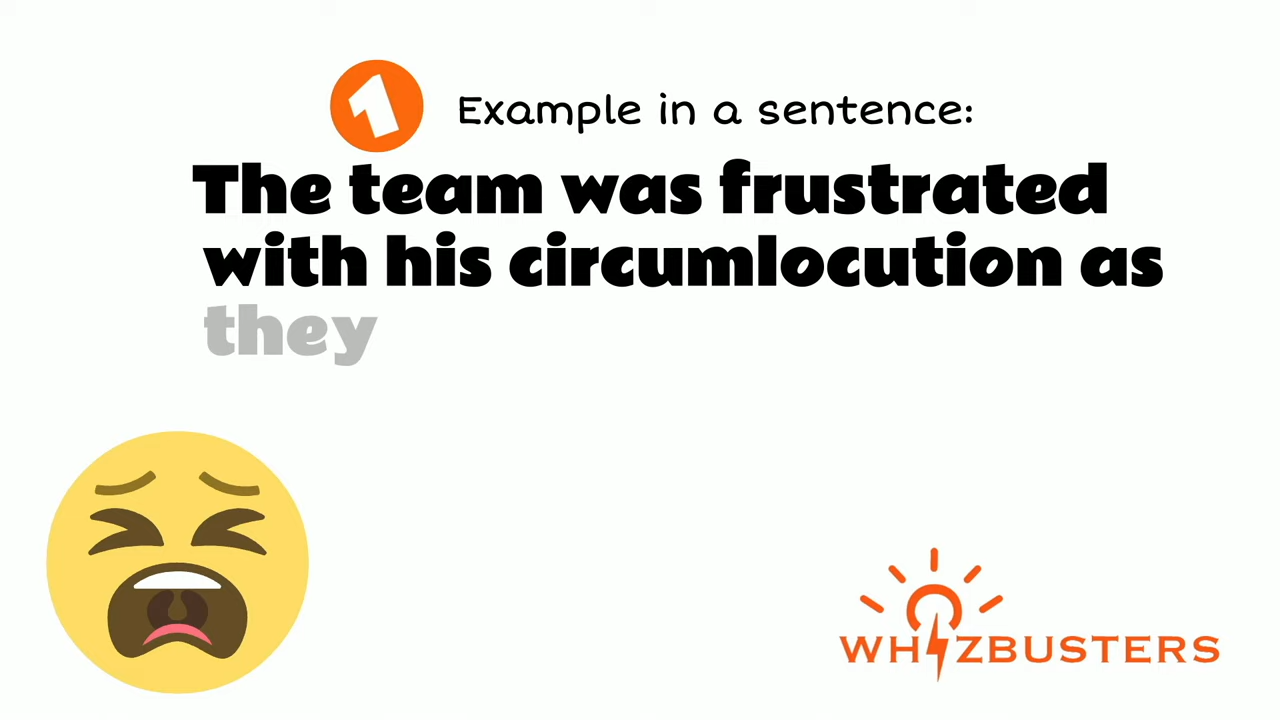 1 Example in a sentence:
The team was frustrated
with his circumlocution as
they
WHIZBUSTERS